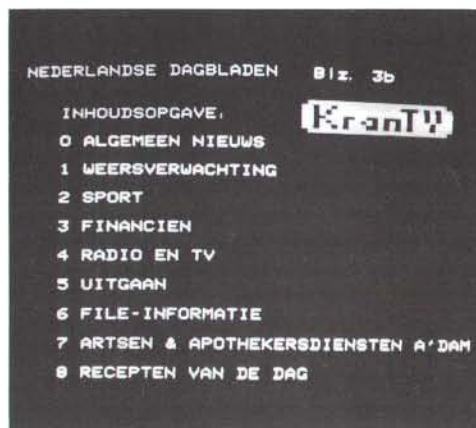 NEDERLANDSE DAGBLADEN Blz. 3b
INHOUDSOPGAVE:
KranTV
0 ALGEMEEN NIEUWS
1 WEERSVERWACHTING
2 SPORT
3 FINANCIEN
4 RADIO EN TV
5 UITGAAN
6 FILE-INFORMATIE
7 ARTSEN & APOTHEKERSDIENSTEN A'DAM
8 RECEPTEN VAN DE DAG